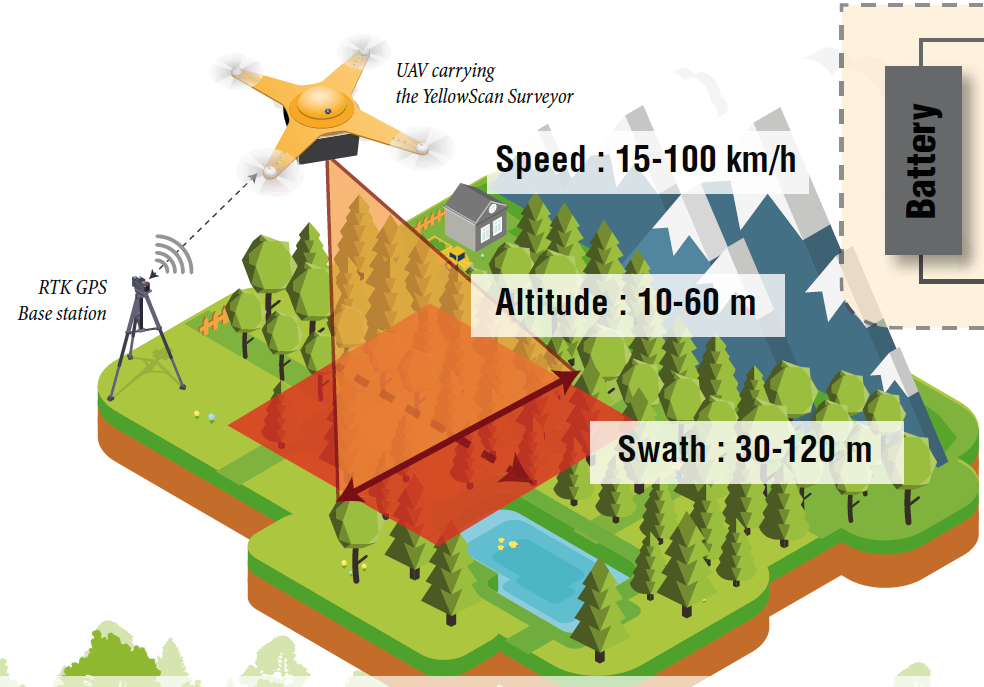 UAV carrying
the YellowScan Surveyor
Speed : 15-100 km/h
Battery
RTK GPS
Base station
Altitude : 10-60 m
Swath : 30-120 m